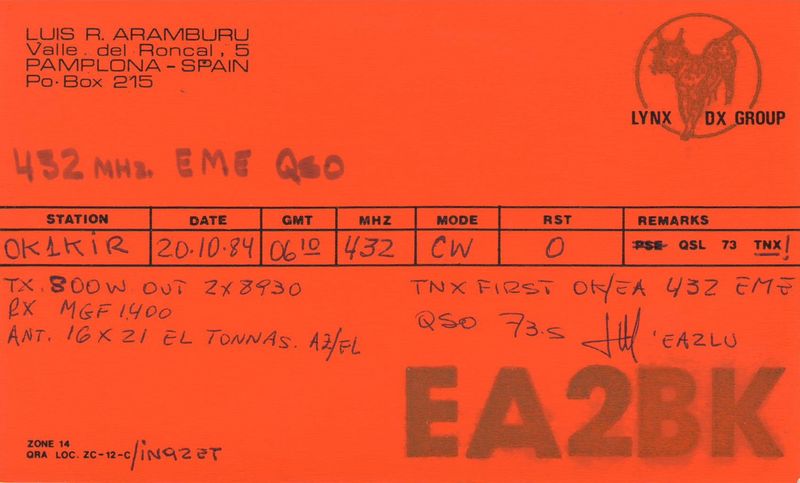 LUIS R. ARAMBURU
Valle. del Roncal, 5
PAMPLONA - SPAIN
Po. Box 215
LYNX DX GROUP
432 MHz. EME QSO
STATION DATE GMT MHZ MODE RST REMARKS
OK1KIR 20.10.84 06 10 432 CW O PSE QSL 73 TNX!
TX. 800W OUT 2X8930
RX MGF1400
ANT. 16X21 EL TONNAS. AZ/EL
TNX FIRST OK/EA 432 EME
QSO 73.S EA2LU
EA2BK
ZONE 14
QRA LOC. ZC-12-C/IN92ET